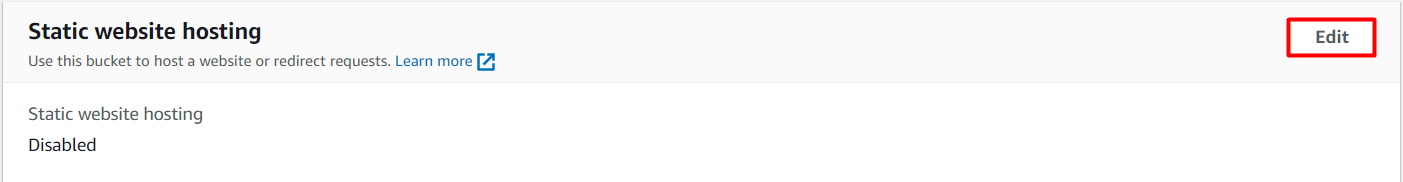 Static website hosting
Edit
Use this bucket to host a website or redirect requests. Learn more
Static website hosting
Disabled